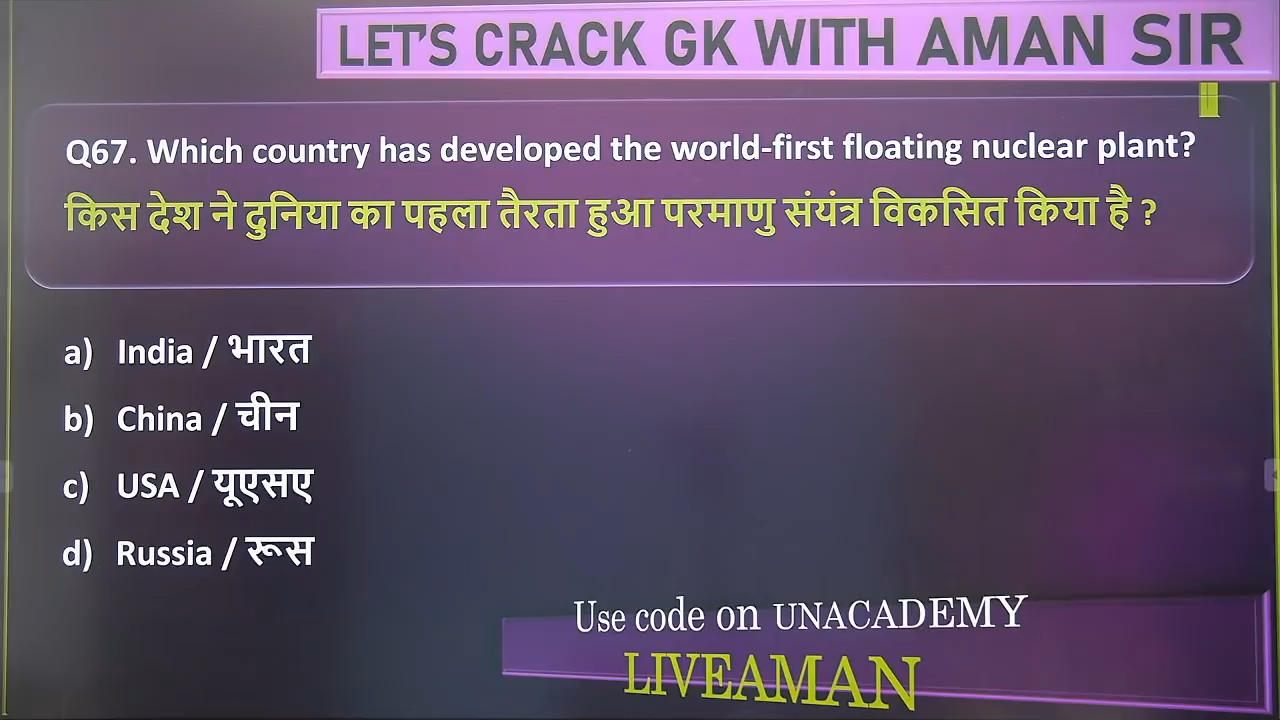 LET'S CRACK GK WITH AMAN SIR
Q67. Which country has developed the world-first floating nuclear plant?
किस देश ने दुनिया का पहला तैरता हुआ परमाणु संयंत्र विकसित किया है ?
a) India / भारत
b) China / चीन
c) USA / यूएसए
d) Russia / रूस
Use code on UNACADEMY
LIVEAMAN